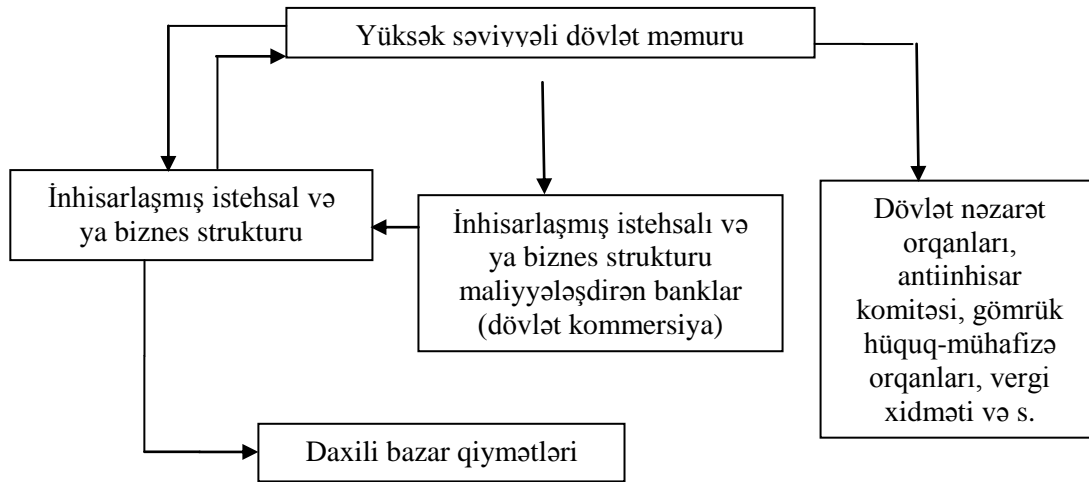 Yüksək səviyyəli dövlət məmuru
İnhisarlaşmış istehsal və
ya biznes strukturu
İnhisarlaşmış istehsalı və
ya biznes strukturu
maliyyələşdirən banklar
(dövlət kommersiya)
Dövlət nəzarət
orqanları,
antiinhisar
komitəsi, gömrük
hüquq-mühafizə
orqanları, vergi
xidməti və s.
Daxili bazar qiymətləri